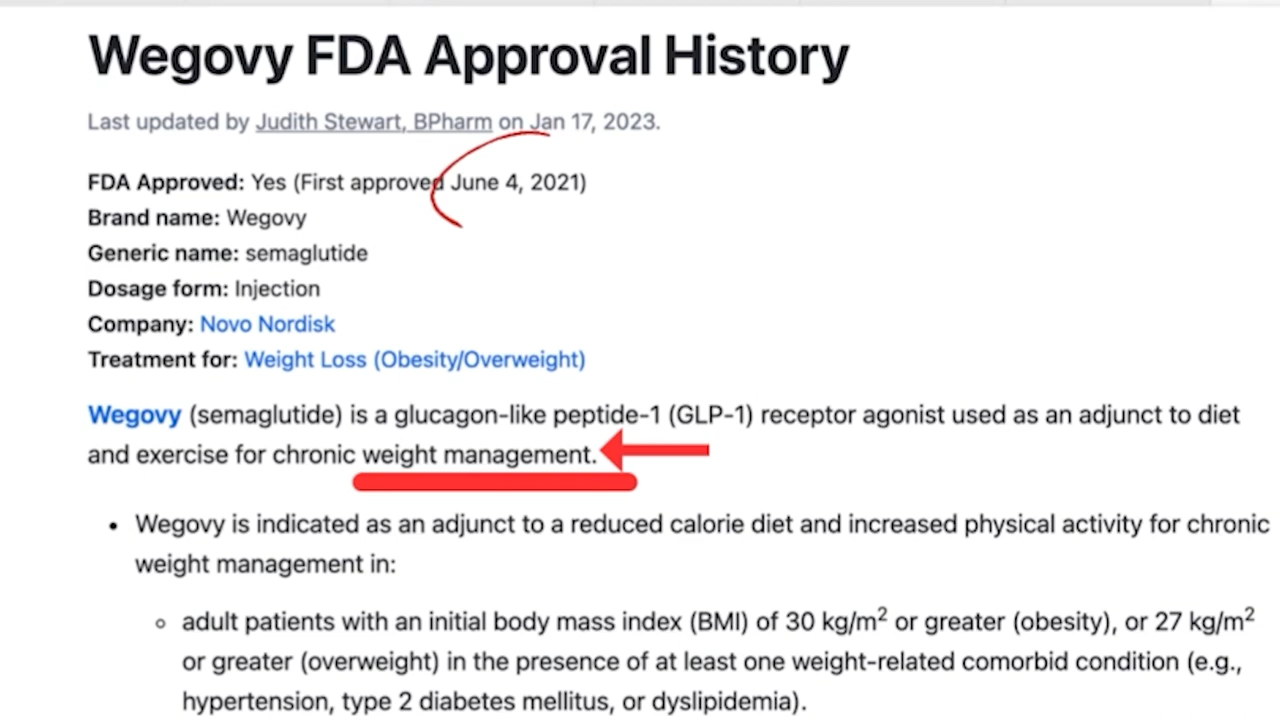 Wegovy FDA Approval History
Last updated by Judith Stewart, BPharm on Jan 17, 2023.
FDA Approved: Yes (First approved June 4, 2021)
Brand name: Wegovy
Generic name: semaglutide
Dosage form: Injection
Company: Novo Nordisk
Treatment for: Weight Loss (Obesity/Overweight)
Wegovy (semaglutide) is a glucagon-like peptide-1 (GLP-1) receptor agonist used as an adjunct to diet
and exercise for chronic weight management.
• Wegovy is indicated as an adjunct to a reduced calorie diet and increased physical activity for chronic
weight management in:
◦ adult patients with an initial body mass index (BMI) of 30 kg/m² or greater (obesity), or 27 kg/m²
or greater (overweight) in the presence of at least one weight-related comorbid condition (e.g.,
hypertension, type 2 diabetes mellitus, or dyslipidemia).